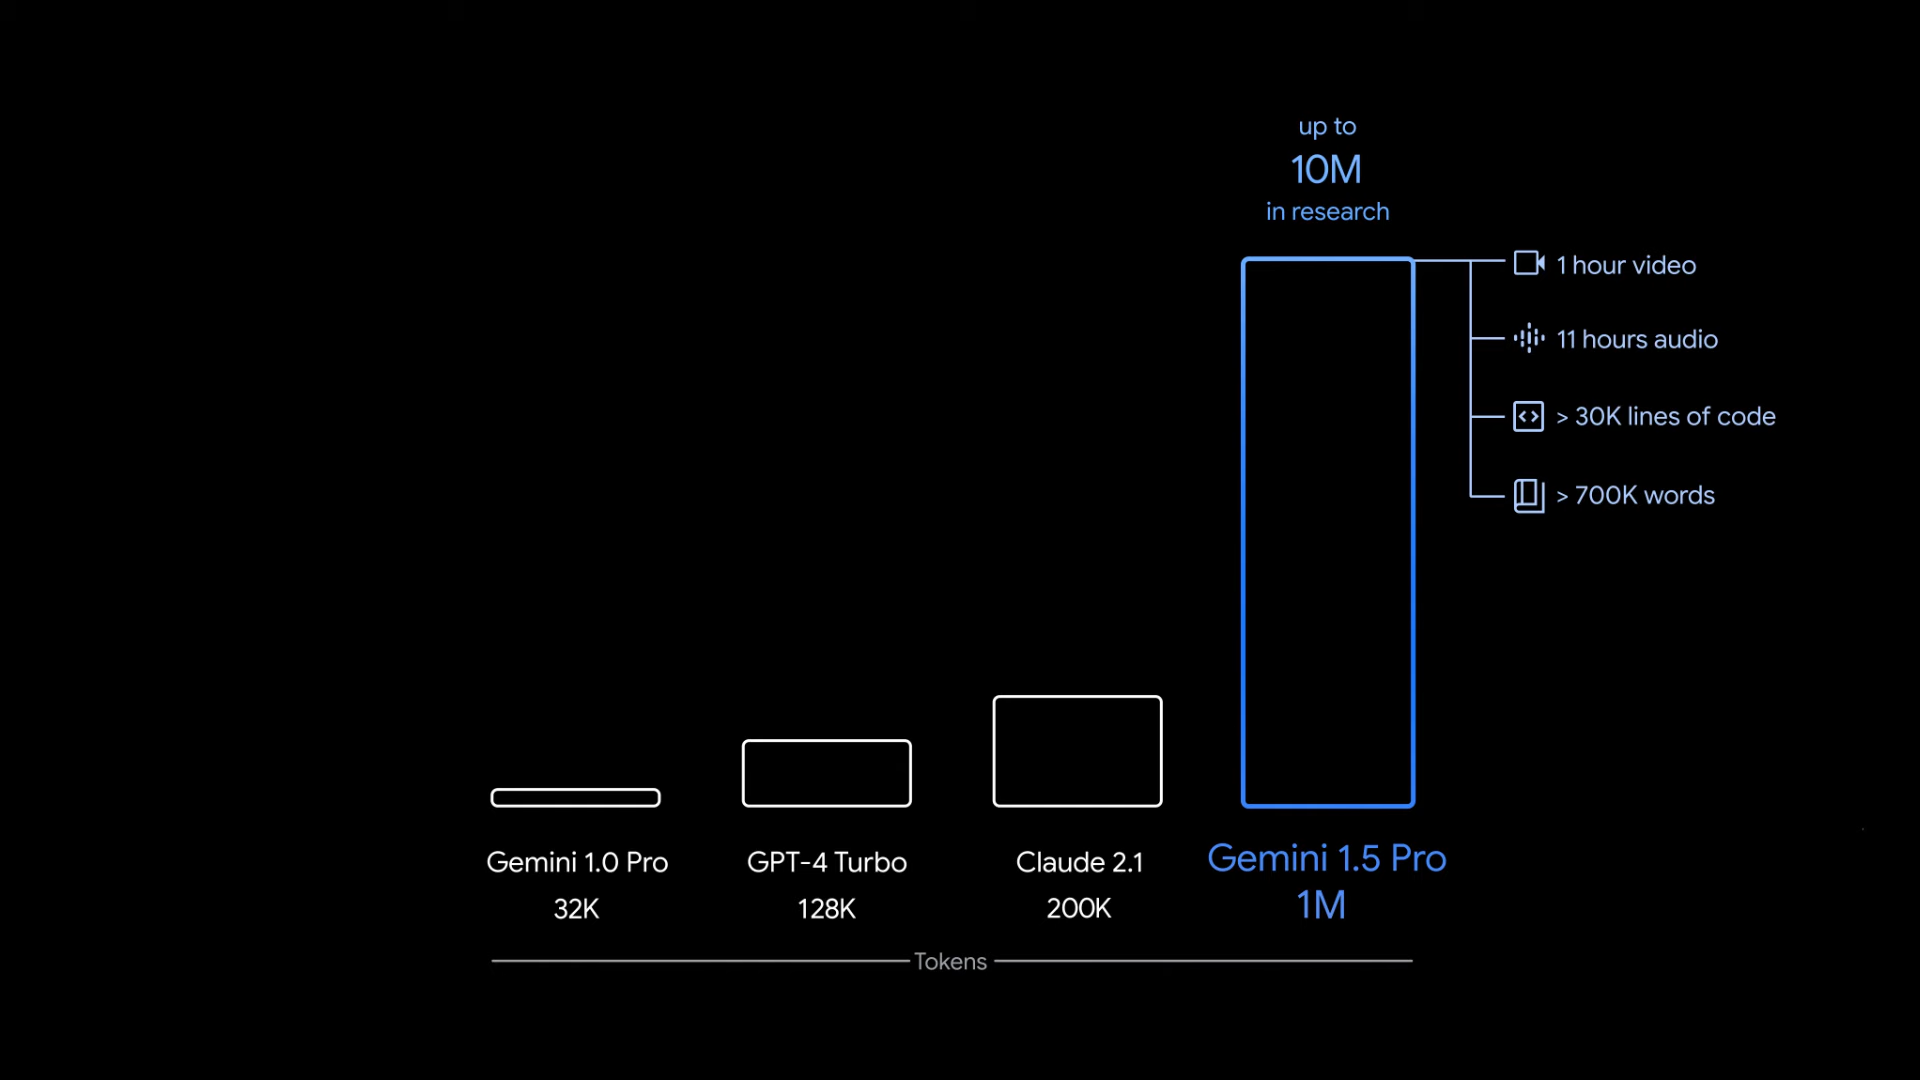 up to
10M
in research
1 hour video
11 hours audio
> 30K lines of code
> 700K words
Gemini 1.0 Pro
32K
GPT-4 Turbo
128K
Claude 2.1
200K
Gemini 1.5 Pro
1M
Tokens